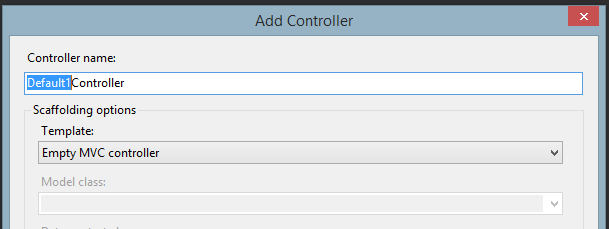 Add Controller
Controller name:
Default1Controller
Scaffolding options
Template:
Empty MVC controller
Model class: